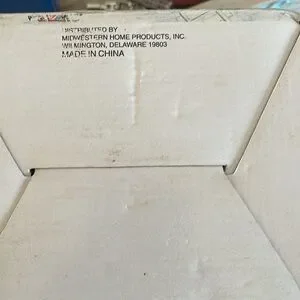 DISTRIBUTED BY
MIDWESTERN HOME PRODUCTS, INC.
WILMINGTON, DELAWARE 19803
MADE IN CHINA